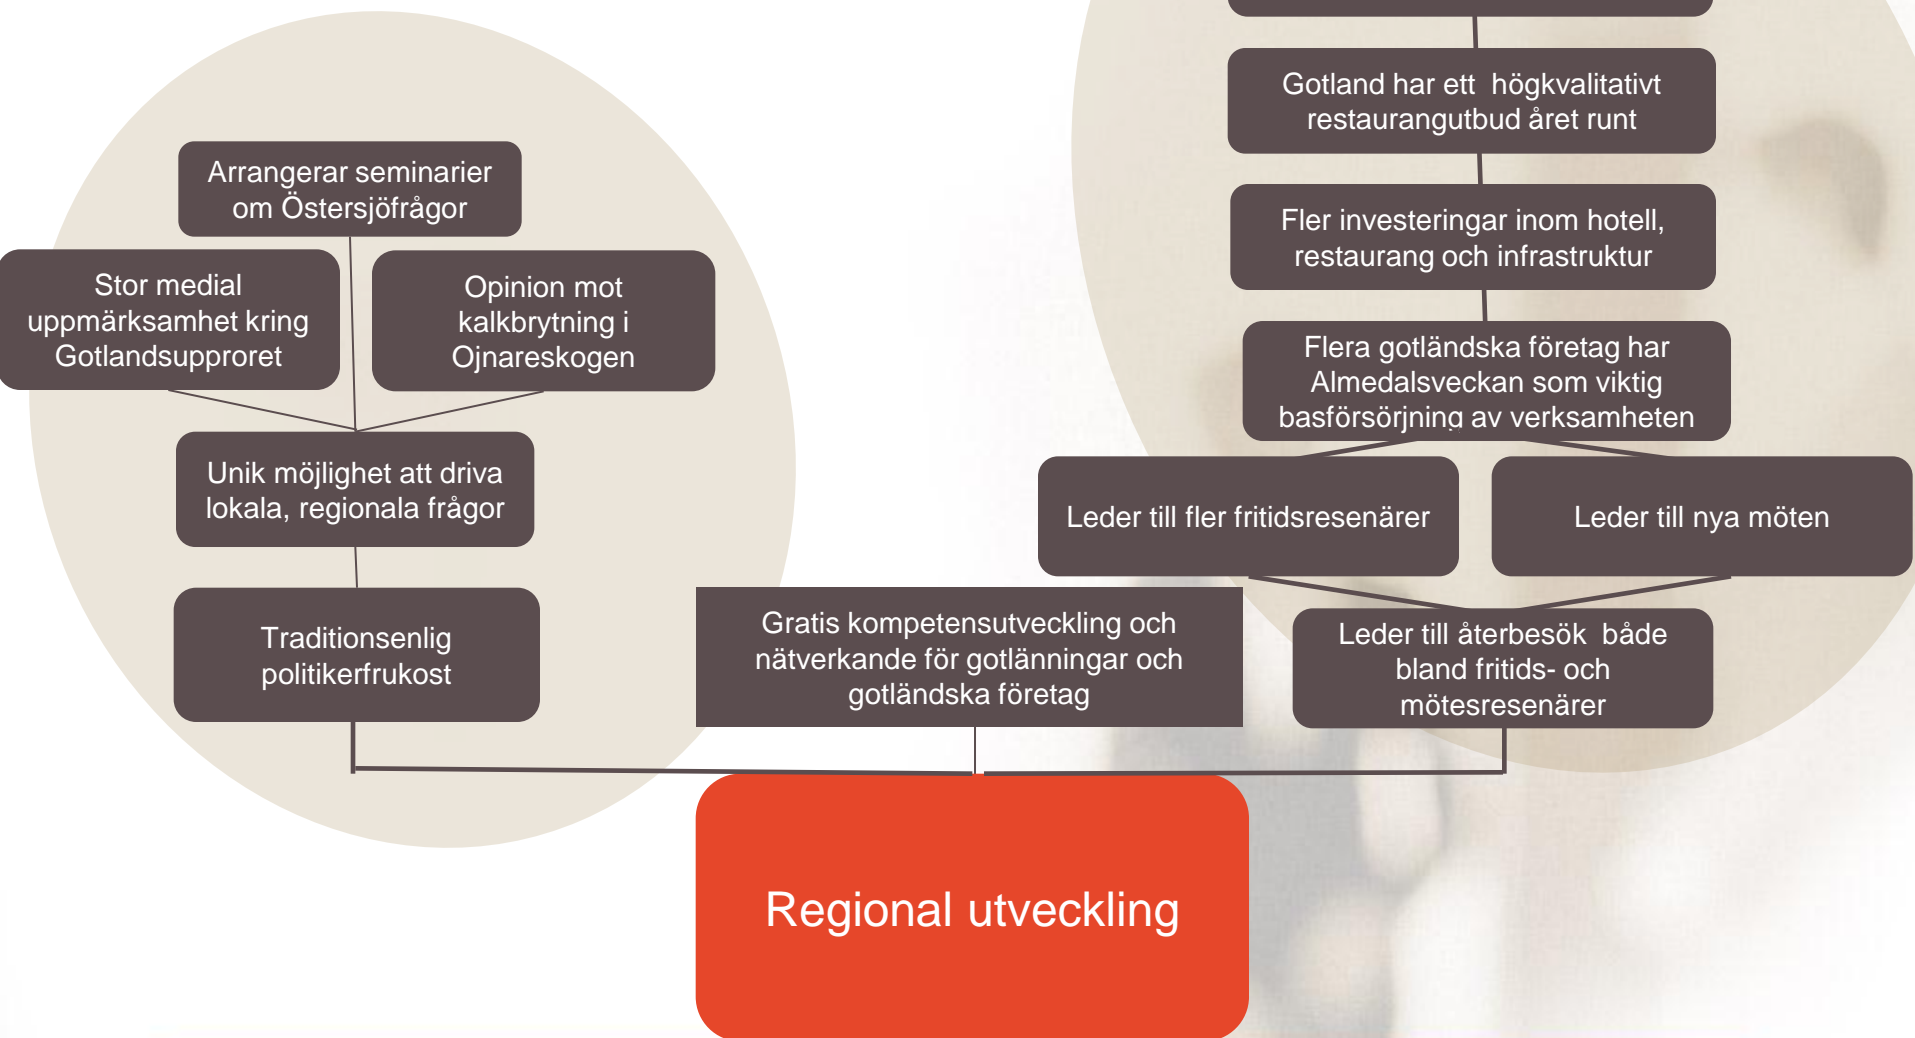 Arrangerar seminarier
om Östersjöfrågor
Stor medial
uppmärksamhet kring
Gotlandsupproret
Opinion mot
kalkbrytning i
Ojnareskogen
Unik möjlighet att driva
lokala, regionala frågor
Traditionsenlig
politikerfrukost
Gratis kompetensutveckling och
nätverkande för gotlänningar och
gotländska företag
Gotland har ett högkvalitativt
restaurangutbud året runt
Fler investeringar inom hotell,
restaurang och infrastruktur
Flera gotländska företag har
Almedalsveckan som viktig
basförsörjning av verksamheten
Leder till fler fritidsresenärer
Leder till nya möten
Leder till återbesök både
bland fritids- och
mötesresenärer
Regional utveckling